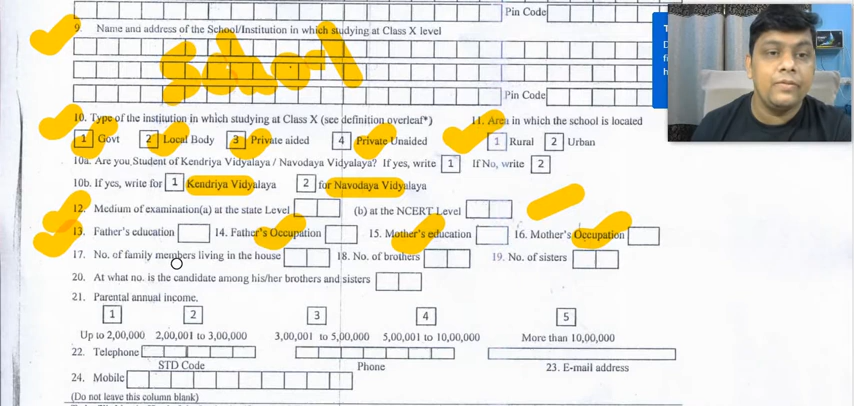 Pin Code
9. Name and address of the School/Institution in which studying at Class X level
School
Pin Code
10. Type of the institution in which studying at Class X (see definition overleaf*) 11. Area in which the school is located
1 Govt 2 Local Body 3 Private aided 4 Private Unaided 1 Rural 2 Urban
10a. Are you Student of Kendriya Vidyalaya / Navodaya Vidyalaya? If yes, write 1 If No, write 2
10b. If yes, write for 1 Kendriya Vidyalaya 2 for Navodaya Vidyalaya
12. Medium of examination(a) at the state Level (b) at the NCERT Level
13. Father's education 14. Father's Occupation 15. Mother's education 16. Mother's Occupation
17. No. of family members living in the house 18. No. of brothers 19. No. of sisters
20. At what no. is the candidate among his/her brothers and sisters
21. Parental annual income.
1 2 3 4 5
Up to 2,00,000 2,00,001 to 3,00,000 3,00,001 to 5,00,000 5,00,001 to 10,00,000 More than 10,00,000
22. Telephone
STD Code Phone 23. E-mail address
24. Mobile
(Do not leave this column blank)